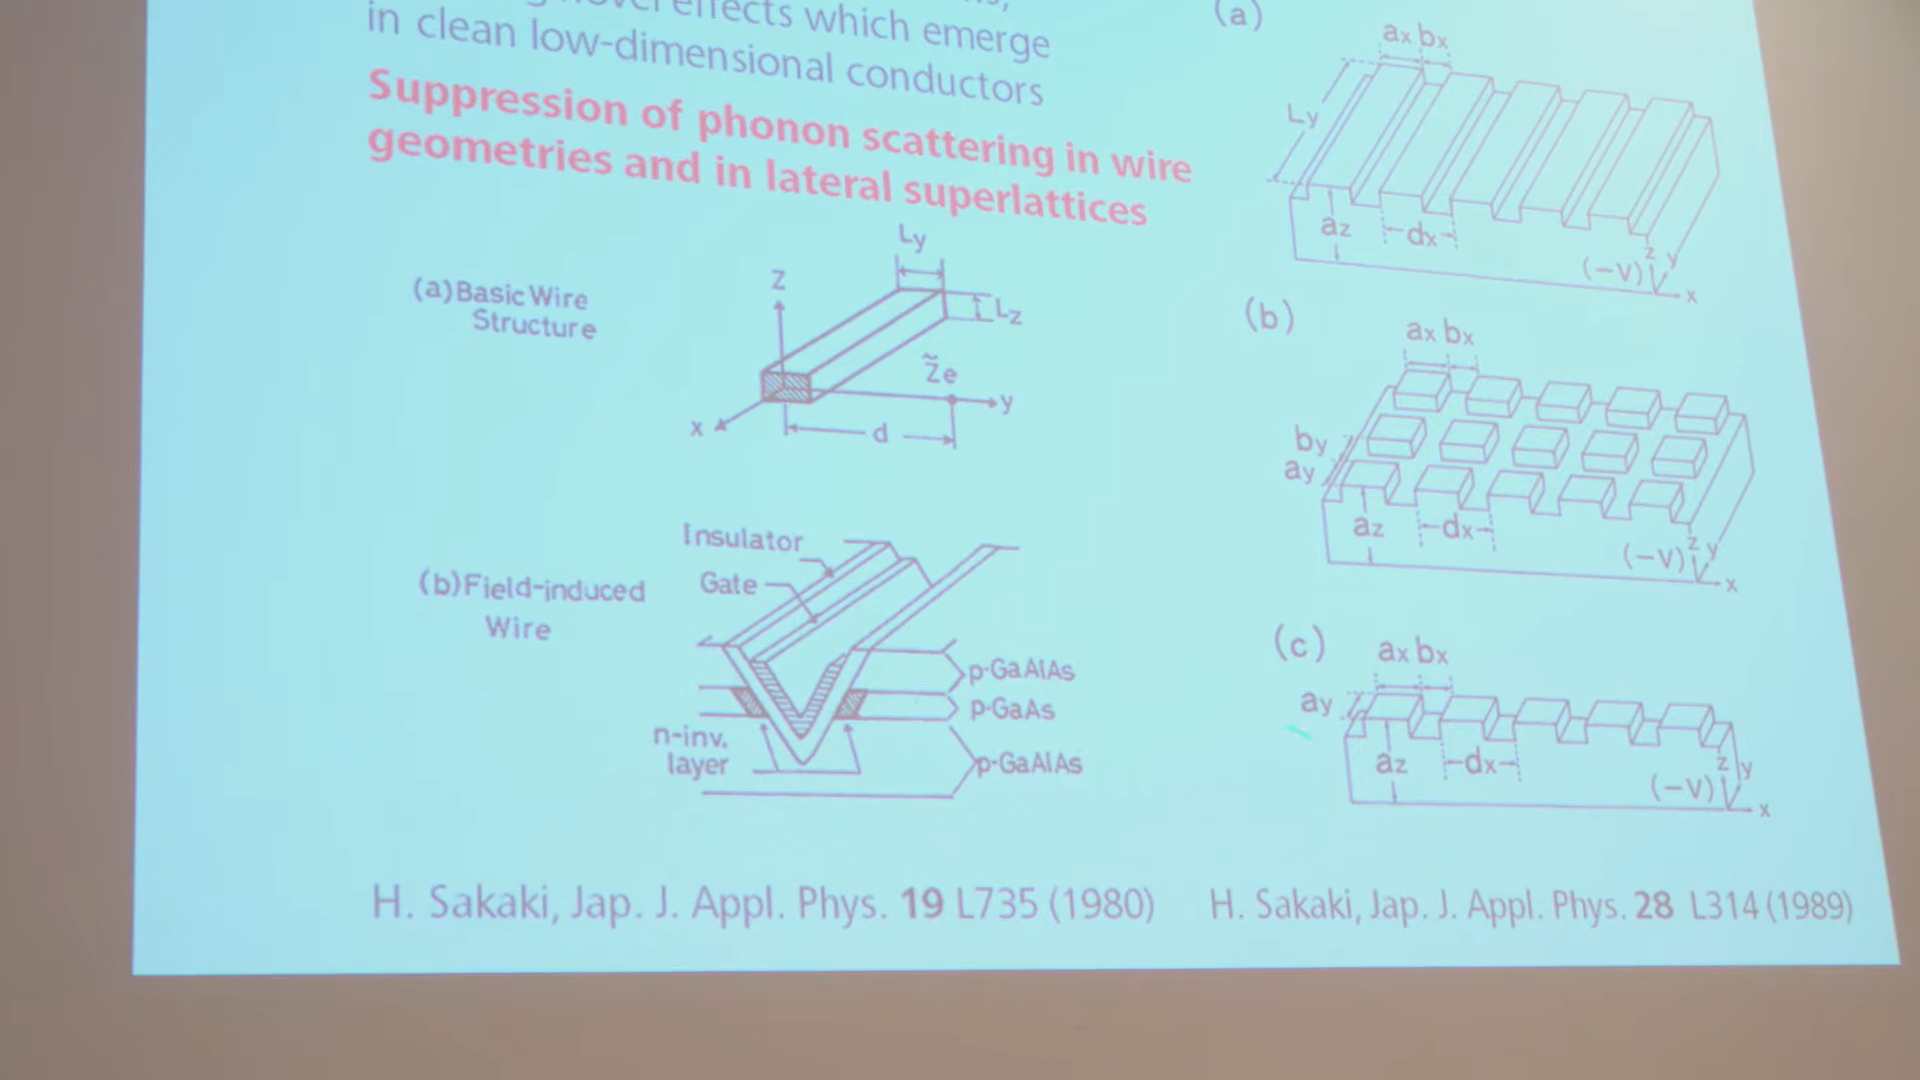 effects which emerge
in clean low-dimensional conductors
Suppression of phonon scattering in wire
geometries and in lateral superlattices
(a) Basic Wire
Structure
Ly
z
Lz
Z̃e
y
x
d
(b) Field-induced
Wire
Insulator
Gate
p-GaAlAs
p-GaAs
n-inv.
layer
p-GaAlAs
H. Sakaki, Jap. J. Appl. Phys. 19 L735 (1980)
(a)
ax bx
Ly
az
dx
z y
(-V)
x
(b)
ax bx
by
ay
az
dx
z y
(-V)
x
(c)
ax bx
ay
az
dx
z y
(-V)
x
H. Sakaki, Jap. J. Appl. Phys. 28 L314 (1989)